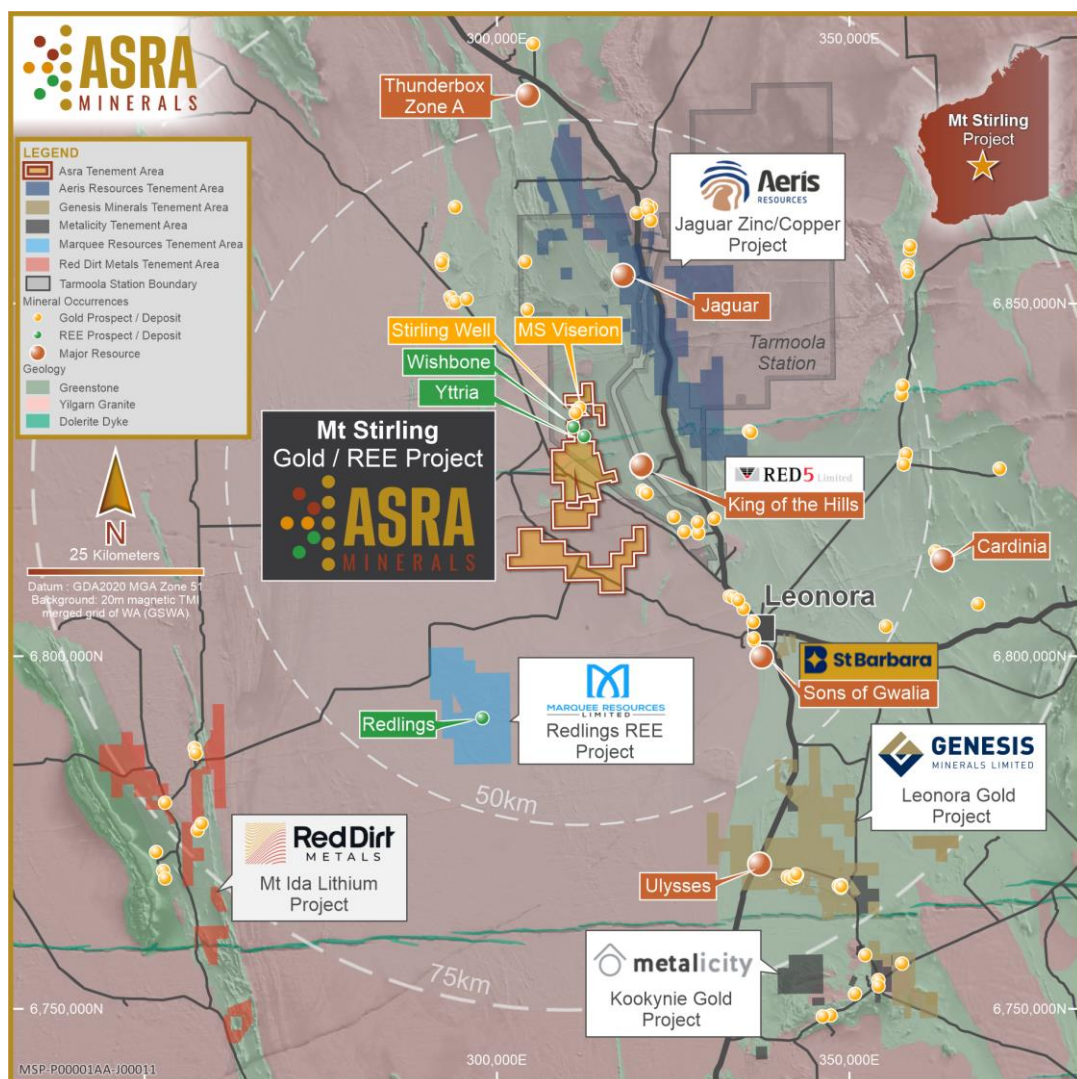 ASRA
MINERALS
300,000E
350,000E
Thunderbox
Zone A
Mt Stirling
Project
LEGEND
Asra Tenement Area
Aeris Resources Tenement Area
Genesis Minerals Tenement Area
Metalicity Tenement Area
Marquee Resources Tenement Area
Red Dirt Metals Tenement Area
Tarmoola Station Boundary
Mineral Occurrences
Gold Prospect / Deposit
REE Prospect / Deposit
Major Resource
Geology
Greenstone
Yilgarn Granite
Dolerite Dyke
Aeris
RESOURCES
Jaguar Zinc/Copper
Project
Jaguar
6,850,000N
Stirling Well
MS Viserion
Wishbone
Yttria
Tarmoola
Station
Mt Stirling
Gold / REE Project
ASRA
MINERALS
RED5 Limited
King of the Hills
N
25 Kilometers
Datum : GDA2020 MGA Zone 51
Background: 20m magnetic TMI
merged grid of WA (GSWA)
Cardinia
Leonora
6,800,000N
6,800,000N
StBarbara
Sons of Gwalia
MARQUEE RESOURCES
LIMITED
Redlings REE
Project
Redlings
GENESIS
MINERALS LIMITED
Leonora Gold
Project
50km
RedDirt
METALS
Mt Ida Lithium
Project
Ulysses
metalicity
Kookynie Gold
Project
75km
6,750,000N
6,750,000N
300,000E
350,000E
MSP-P00001AA-J00011